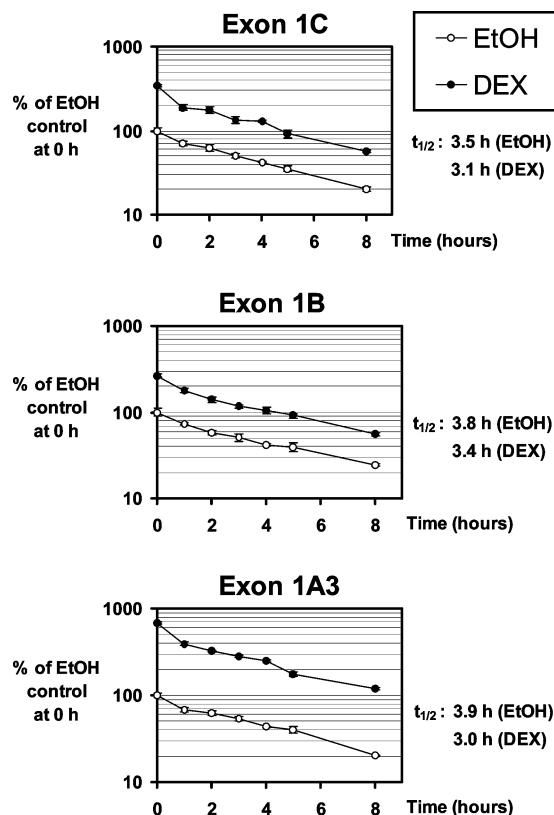 Exon 1C
EtOH
DEX
% of EtOH
control
at 0 h
1000
100
10
0 2 4 6 8
Time (hours)
t1/2 : 3.5 h (EtOH)
3.1 h (DEX)
Exon 1B
% of EtOH
control
at 0 h
1000
100
10
0 2 4 6 8
Time (hours)
t1/2 : 3.8 h (EtOH)
3.4 h (DEX)
Exon 1A3
% of EtOH
control
at 0 h
1000
100
10
0 2 4 6 8
Time (hours)
t1/2 : 3.9 h (EtOH)
3.0 h (DEX)